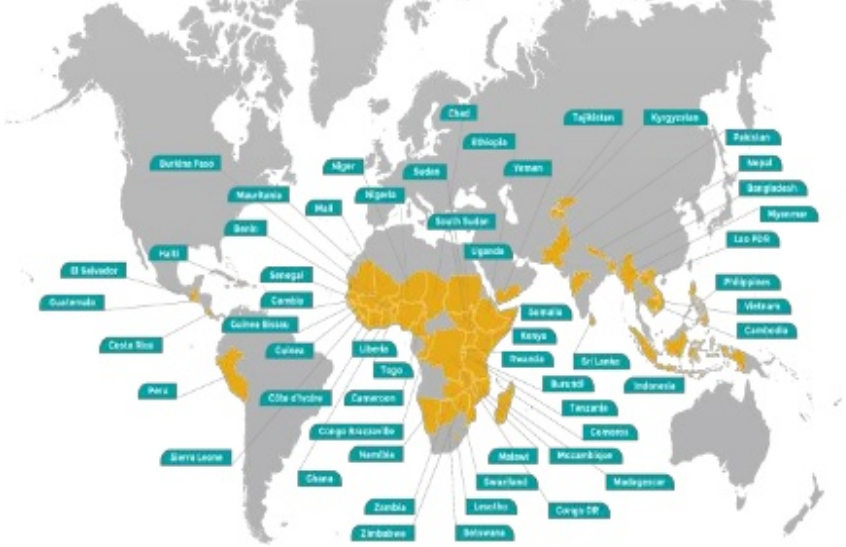 Chad
Tajikistan
Kyrgyzstan
Ethiopia
Pakistan
Burkina Faso
Niger
Sudan
Yemen
Nepal
Mauritania
Mali
Nigeria
Bangladesh
Benin
South Sudan
Myanmar
Haiti
Uganda
Lao PDR
El Salvador
Senegal
Philippines
Guatemala
Gambia
Somalia
Vietnam
Guinea Bissau
Kenya
Cambodia
Costa Rica
Guinea
Liberia
Rwanda
Sri Lanka
Togo
Burundi
Indonesia
Peru
Côte d'Ivoire
Cameroon
Tanzania
Congo Brazzaville
Comoros
Sierra Leone
Namibia
Malawi
Mozambique
Ghana
Swaziland
Madagascar
Zambia
Lesotho
Congo DR
Zimbabwe
Botswana